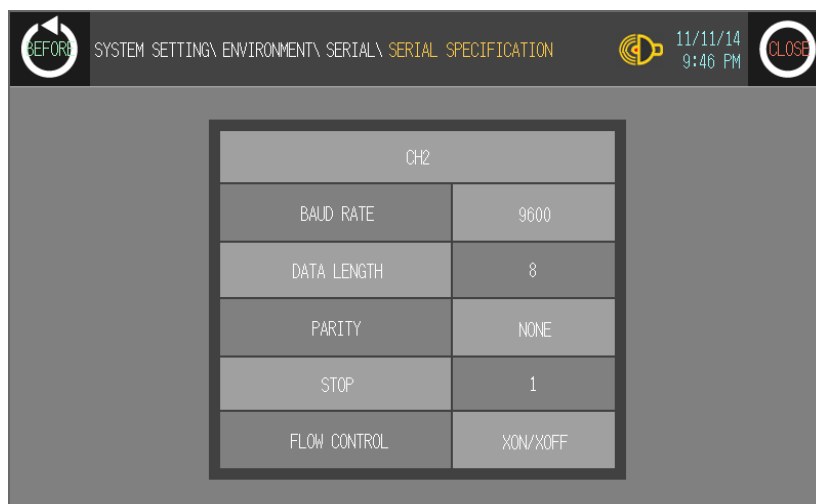 BEFORE
SYSTEM SETTING\ ENVIRONMENT\ SERIAL\ SERIAL SPECIFICATION
11/11/14
9:46 PM
CLOSE
CH2
BAUD RATE 9600
DATA LENGTH 8
PARITY NONE
STOP 1
FLOW CONTROL XON/XOFF